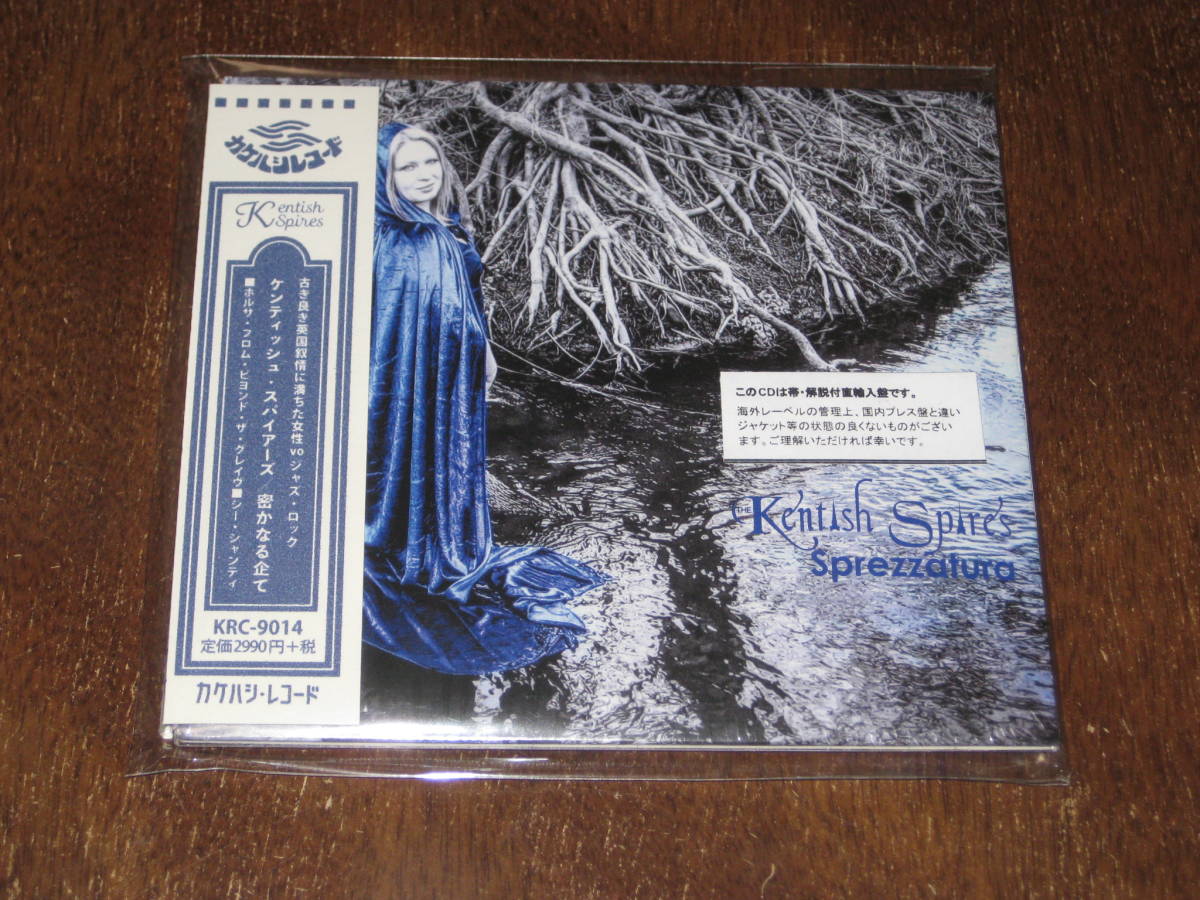 カケハシレコード
Kentish
Spires
古き良き英国叙情に満ちた女性voジャズ・ロック
ケンティッシュ・スパイアーズ 密かなる企て
■ホルサ・フロム・ビヨンド・ザ・グレイヴ■シー・シャンティ
KRC-9014
定価2990円+税
カケハシ・レコード
このCDは帯・解説付直輸入盤です。
海外レーベルの管理上、国内プレス盤と違い
ジャケット等の状態の良くないものがござい
ます。ご理解いただければ幸いです。
THE Kentish Spires
Sprezzatura